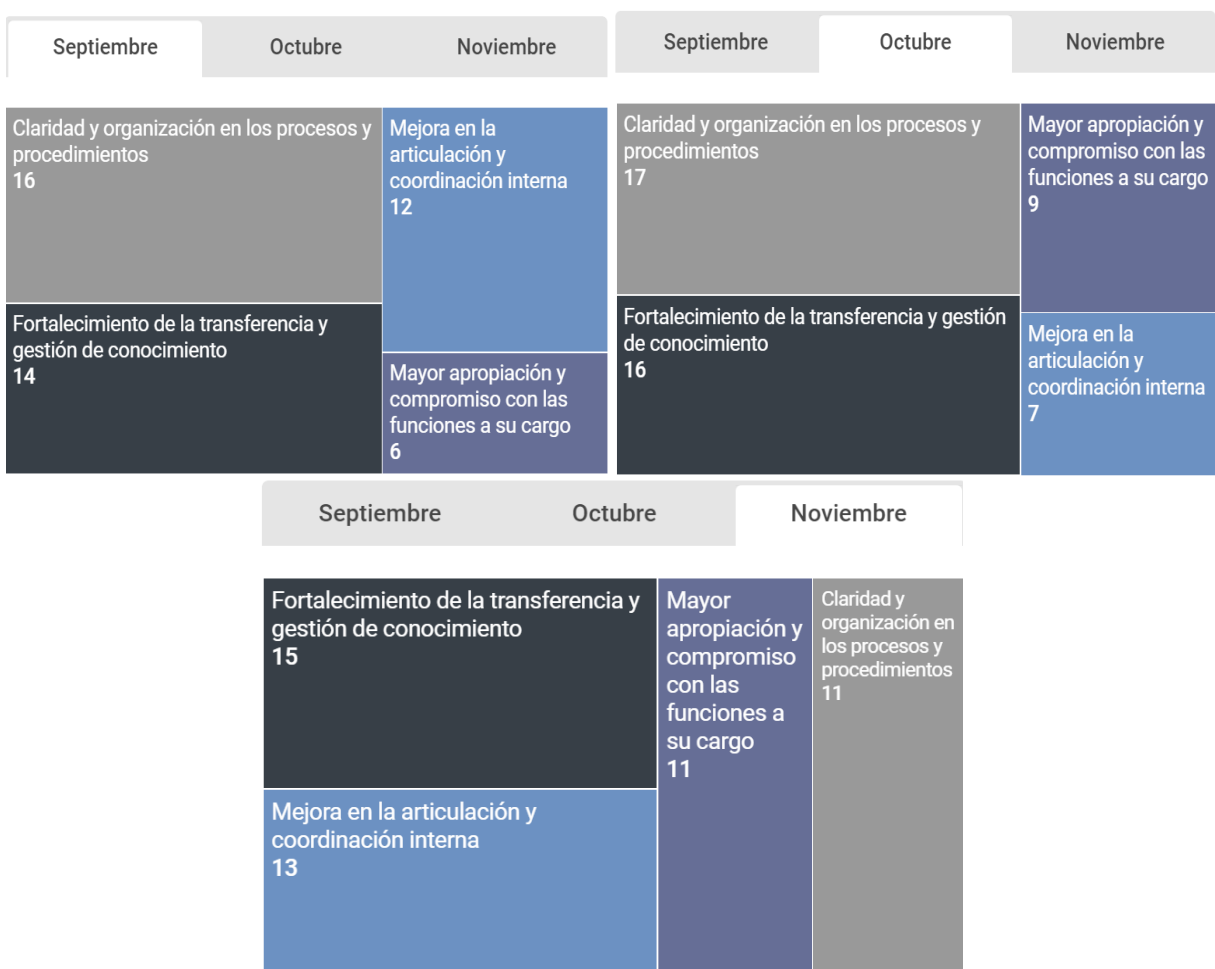 Septiembre Octubre Noviembre
Claridad y organización en los procesos y
procedimientos
16
Mejora en la
articulación y
coordinación interna
12
Fortalecimiento de la transferencia y
gestión de conocimiento
14
Mayor apropiación y
compromiso con las
funciones a su cargo
6
Septiembre Octubre Noviembre
Claridad y organización en los procesos y
procedimientos
17
Mayor apropiación y
compromiso con las
funciones a su cargo
9
Fortalecimiento de la transferencia y gestión
de conocimiento
16
Mejora en la
articulación y
coordinación interna
7
Septiembre Octubre Noviembre
Fortalecimiento de la transferencia y
gestión de conocimiento
15
Mayor
apropiación y
compromiso
con las
funciones a
su cargo
11
Claridad y
organización en
los procesos y
procedimientos
11
Mejora en la articulación y
coordinación interna
13